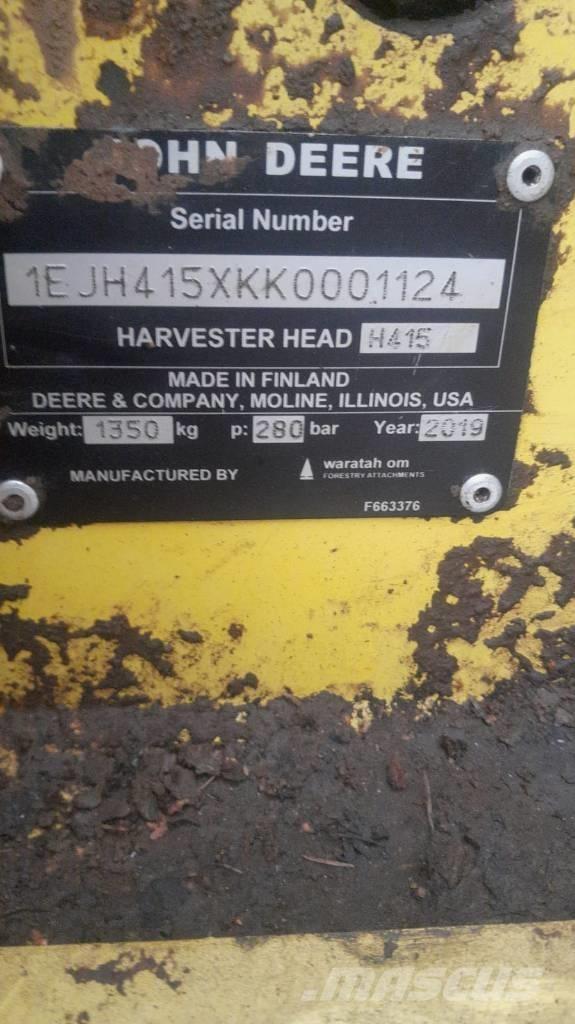 JOHN DEERE
Serial Number
1EJH415XKK0001124
HARVESTER HEAD H415
MADE IN FINLAND
DEERE & COMPANY, MOLINE, ILLINOIS, USA
Weight: 1350 kg p: 280 bar Year: 2019
MANUFACTURED BY waratah om
FORESTRY ATTACHMENTS
F663376
mascus